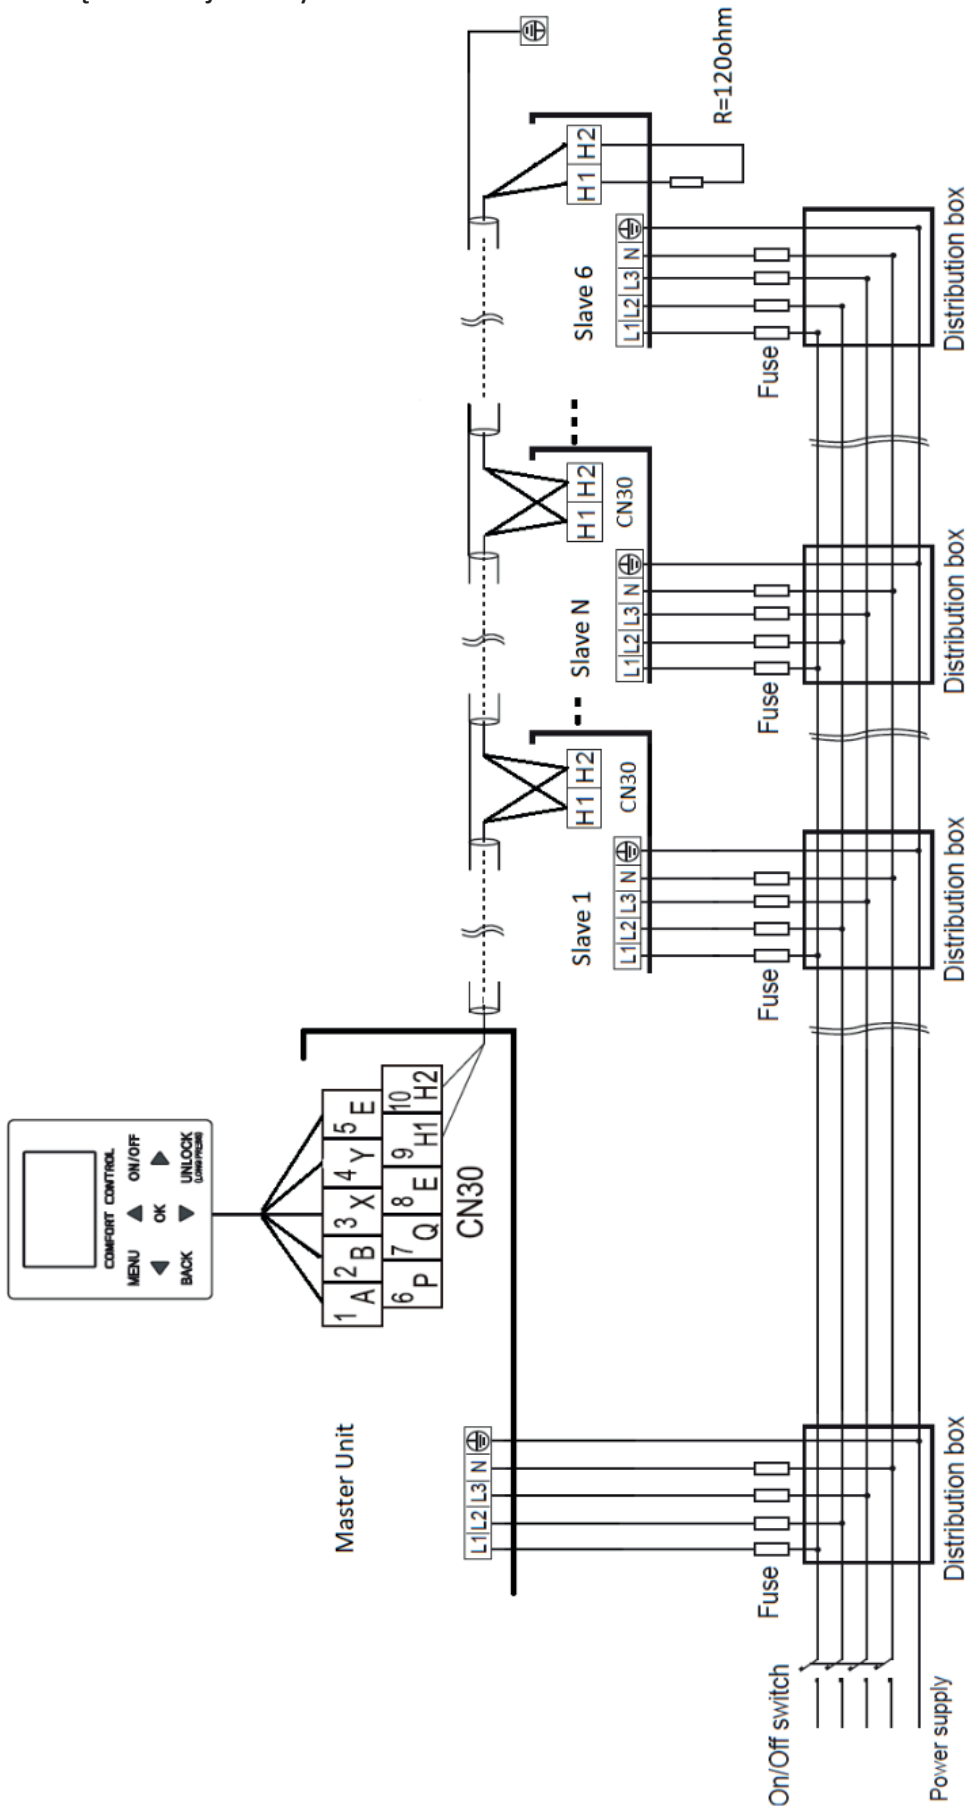 COMFORT CONTROL
MENU ON/OFF
OK
BACK UNLOCK
(LONG PRESS)
Master Unit
1 2 3 4 5
A B X Y E
6 7 8 9 10
P Q E H1 H2
CN30
L1 L2 L3 N
Slave 1
L1 L2 L3 N
H1 H2
CN30
Slave N
L1 L2 L3 N
H1 H2
CN30
Slave 6
L1 L2 L3 N
H1 H2
R=120ohm
On/Off switch
Power supply
Fuse
Distribution box
Fuse
Distribution box
Fuse
Distribution box
Fuse
Distribution box